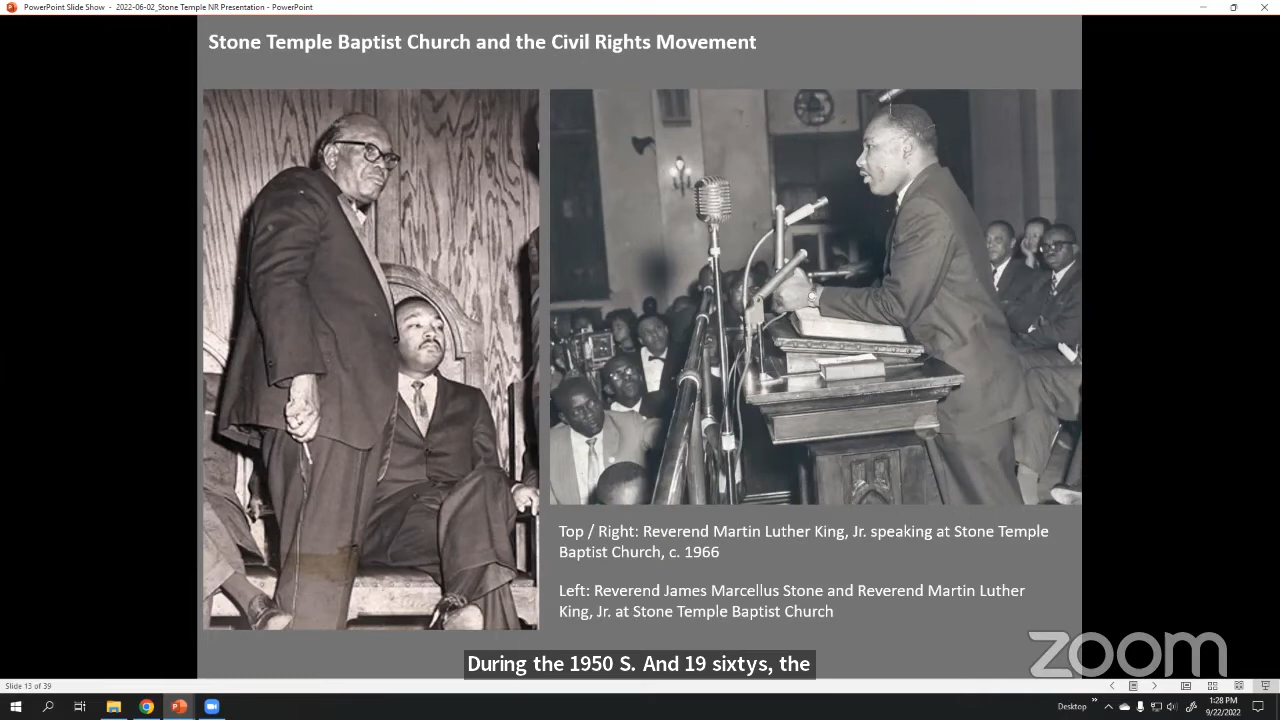 PowerPoint Slide Show - 2022-06-02_Stone Temple NR Presentation - PowerPoint
Stone Temple Baptist Church and the Civil Rights Movement
Top / Right: Reverend Martin Luther King, Jr. speaking at Stone Temple
Baptist Church, c. 1966
Left: Reverend James Marcellus Stone and Reverend Martin Luther
King, Jr. at Stone Temple Baptist Church
zoom
During the 1950 S. And 19 sixtys, the
Slide 13 of 39
Desktop
1:28 PM
9/22/2022